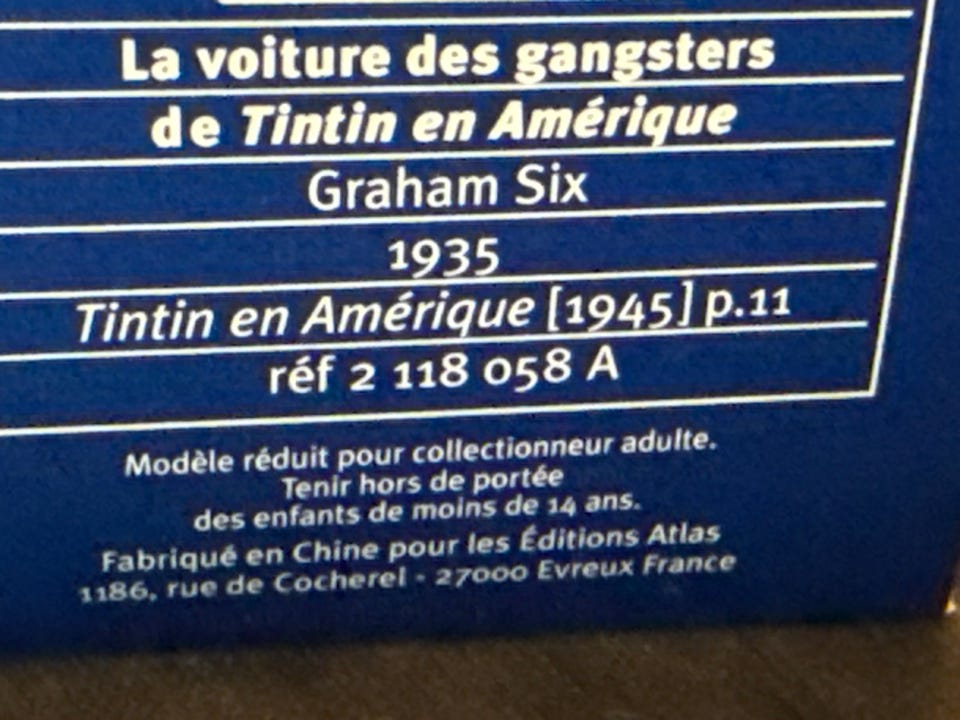 La voiture des gangsters
de Tintin en Amérique
Graham Six
1935
Tintin en Amérique [1945] p.11
réf 2 118 058 A
Modèle réduit pour collectionneur adulte.
Tenir hors de portée
des enfants de moins de 14 ans.
Fabriqué en Chine pour les Éditions Atlas
1186, rue de Cocherel - 27000 Evreux France